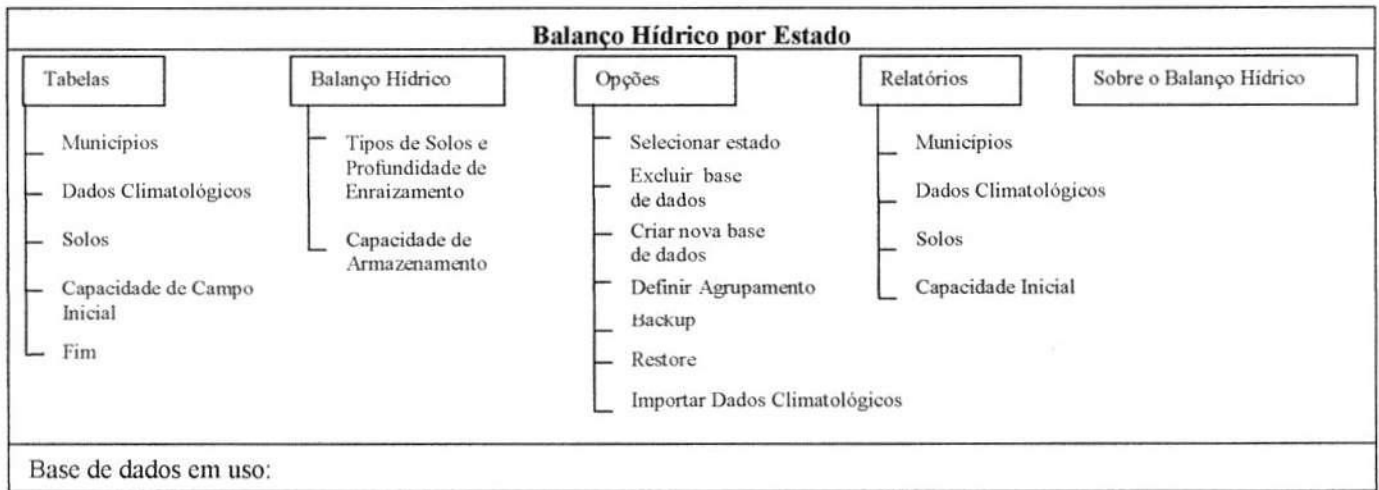 Balanço Hídrico por Estado
Tabelas
Municípios
Dados Climatológicos
Solos
Capacidade de Campo
Inicial
Fim
Balanço Hídrico
Tipos de Solos e
Profundidade de
Enraizamento
Capacidade de
Armazenamento
Opções
Selecionar estado
Excluir base
de dados
Criar nova base
de dados
Definir Agrupamento
Backup
Restore
Importar Dados Climatológicos
Relatórios
Municípios
Dados Climatológicos
Solos
Capacidade Inicial
Sobre o Balanço Hídrico
Base de dados em uso: